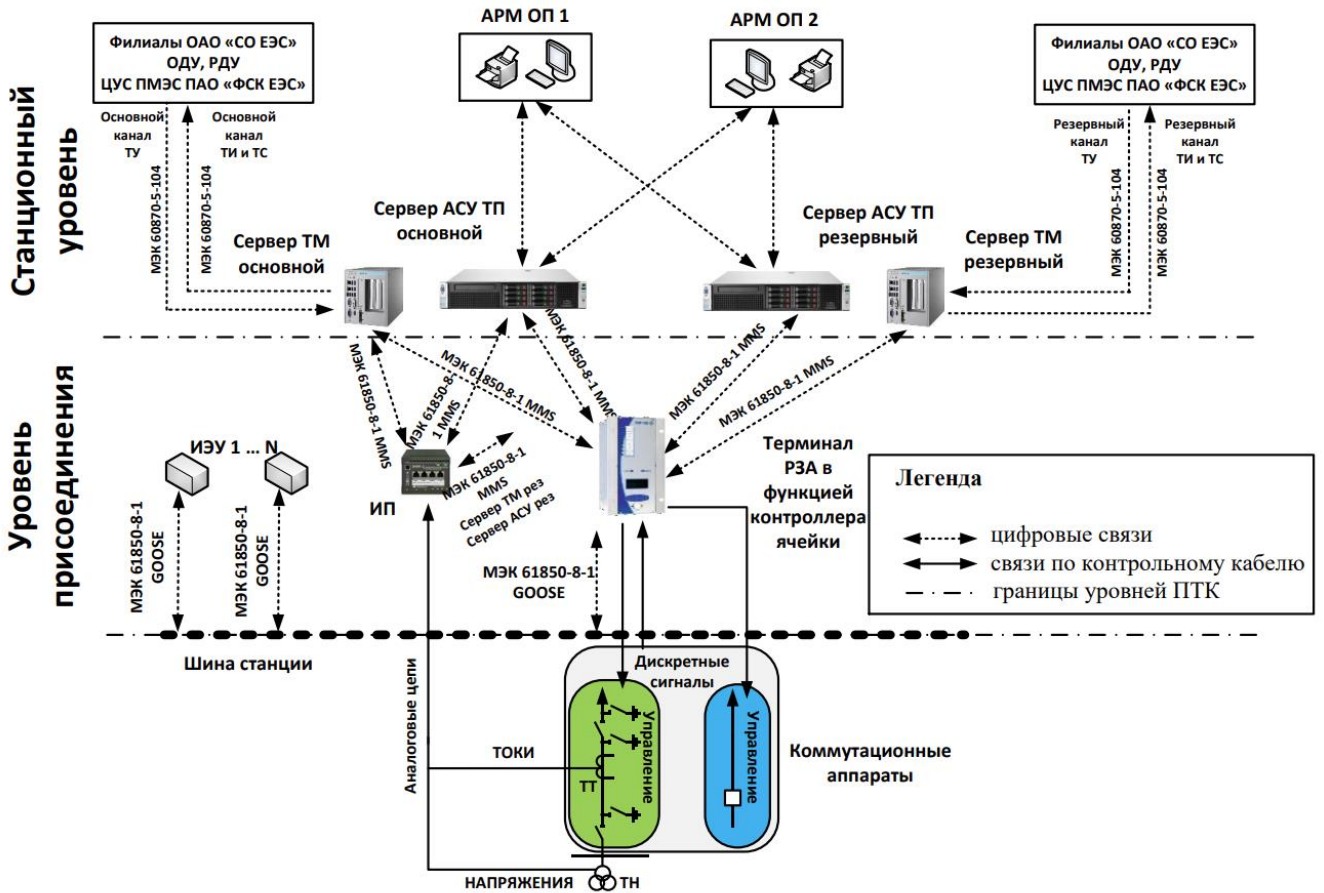 АРМ ОП 1
АРМ ОП 2
Филиалы ОАО «СО ЕЭС»
ОДУ, РДУ
ЦУС ПМЭС ПАО «ФСК ЕЭС»
Филиалы ОАО «СО ЕЭС»
ОДУ, РДУ
ЦУС ПМЭС ПАО «ФСК ЕЭС»
Станционный
уровень
Основной
канал
ТУ
Основной
канал
ТИ и ТС
МЭК 60870-5-104
МЭК 60870-5-104
Резервный
канал
ТУ
Резервный
канал
ТИ и ТС
МЭК 60870-5-104
МЭК 60870-5-104
Сервер ТМ
основной
Сервер АСУ ТП
основной
Сервер АСУ ТП
резервный
Сервер ТМ
резервный
МЭК 61850-8-1 MMS
МЭК 61850-8-1 MMS
МЭК 61850-8-
1 MMS
МЭК 61850-8-1 MMS
МЭК 61850-8-1 MMS
МЭК 61850-8-1 MMS
Уровень
присоединения
ИЭУ 1 ... N
МЭК 61850-8-1
GOOSE
МЭК 61850-8-1
GOOSE
ИП
МЭК 61850-8-1
MMS
Сервер ТМ рез
Сервер АСУ рез
Терминал
РЗА в
функцией
контроллера
ячейки
МЭК 61850-8-1
GOOSE
Легенда
цифровые связи
связи по контрольному кабелю
границы уровней ПТК
Шина станции
Дискретные
сигналы
Аналоговые цепи
ТОКИ
ТТ
Управление
Управление
Коммутационные
аппараты
НАПРЯЖЕНИЯ
ТН